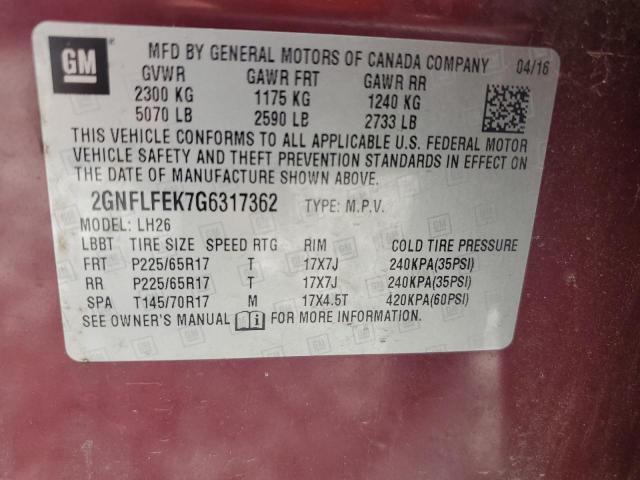 GM
MFD BY GENERAL MOTORS OF CANADA COMPANY 04/16
GVWR GAWR FRT GAWR RR
2300 KG 1175 KG 1240 KG
5070 LB 2590 LB 2733 LB
THIS VEHICLE CONFORMS TO ALL APPLICABLE U.S. FEDERAL MOTOR
VEHICLE SAFETY AND THEFT PREVENTION STANDARDS IN EFFECT ON
THE DATE OF MANUFACTURE SHOWN ABOVE.
2GNFLFEK7G6317362 TYPE: M.P.V.
MODEL: LH26
LBBT TIRE SIZE SPEED RTG RIM COLD TIRE PRESSURE
FRT P225/65R17 T 17X7J 240KPA(35PSI)
RR P225/65R17 T 17X7J 240KPA(35PSI)
SPA T145/70R17 M 17X4.5T 420KPA(60PSI)
SEE OWNER'S MANUAL FOR MORE INFORMATION.